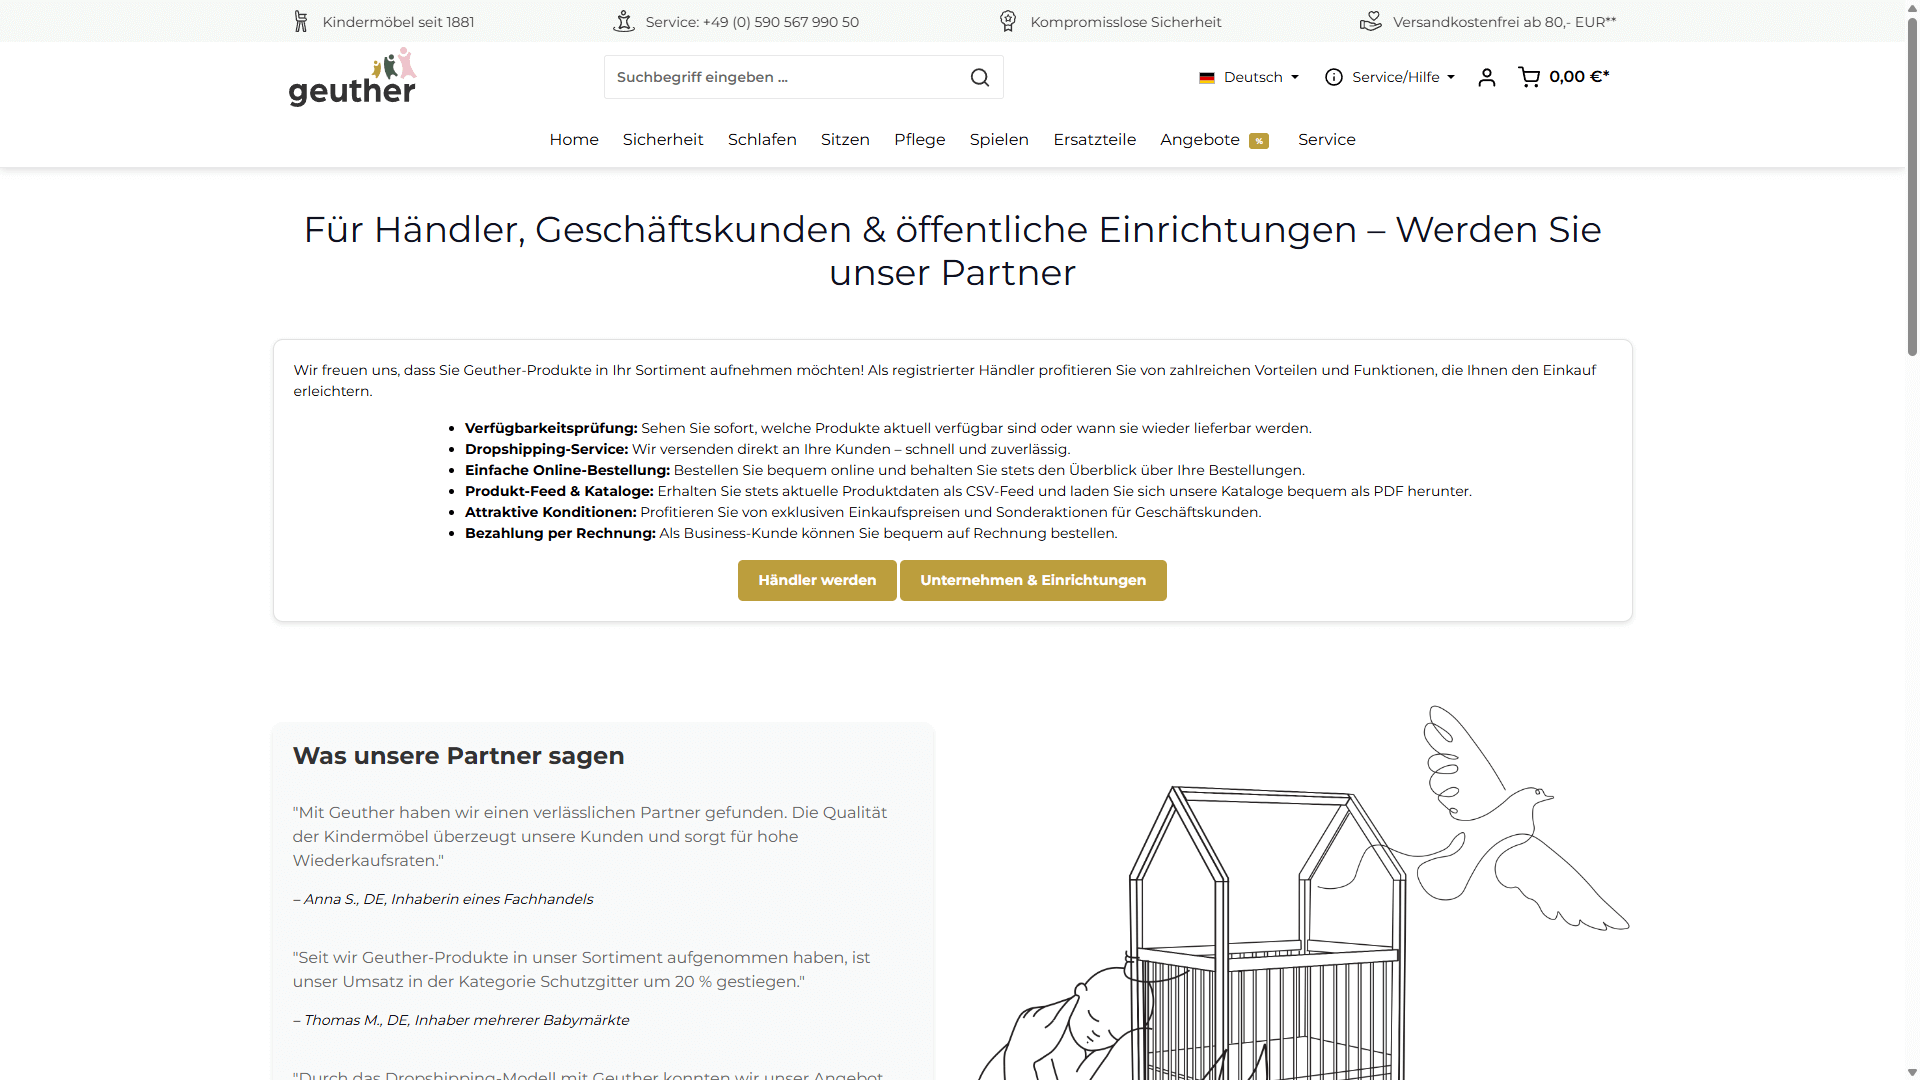 Kindermöbel seit 1881
Service: +49 (0) 590 567 990 50
Kompromisslose Sicherheit
Versandkostenfrei ab 80,- EUR**
geuther
Suchbegriff eingeben ...
Deutsch
Service/Hilfe
0,00 €*
Home
Sicherheit
Schlafen
Sitzen
Pflege
Spielen
Ersatzteile
Angebote %
Service
Für Händler, Geschäftskunden & öffentliche Einrichtungen – Werden Sie
unser Partner
Wir freuen uns, dass Sie Geuther-Produkte in Ihr Sortiment aufnehmen möchten! Als registrierter Händler profitieren Sie von zahlreichen Vorteilen und Funktionen, die Ihnen den Einkauf
erleichtern.
• Verfügbarkeitsprüfung: Sehen Sie sofort, welche Produkte aktuell verfügbar sind oder wann sie wieder lieferbar werden.
• Dropshipping-Service: Wir versenden direkt an Ihre Kunden – schnell und zuverlässig.
• Einfache Online-Bestellung: Bestellen Sie bequem online und behalten Sie stets den Überblick über Ihre Bestellungen.
• Produkt-Feed & Kataloge: Erhalten Sie stets aktuelle Produktdaten als CSV-Feed und laden Sie sich unsere Kataloge bequem als PDF herunter.
• Attraktive Konditionen: Profitieren Sie von exklusiven Einkaufspreisen und Sonderaktionen für Geschäftskunden.
• Bezahlung per Rechnung: Als Business-Kunde können Sie bequem auf Rechnung bestellen.
Händler werden
Unternehmen & Einrichtungen
Was unsere Partner sagen
"Mit Geuther haben wir einen verlässlichen Partner gefunden. Die Qualität
der Kindermöbel überzeugt unsere Kunden und sorgt für hohe
Wiederkaufsraten."
– Anna S., DE, Inhaberin eines Fachhandels
"Seit wir Geuther-Produkte in unser Sortiment aufgenommen haben, ist
unser Umsatz in der Kategorie Schutzgitter um 20 % gestiegen."
– Thomas M., DE, Inhaber mehrerer Babymärkte
"Durch das Dropshipping-Modell mit Geuther konnten wir unser Angebot